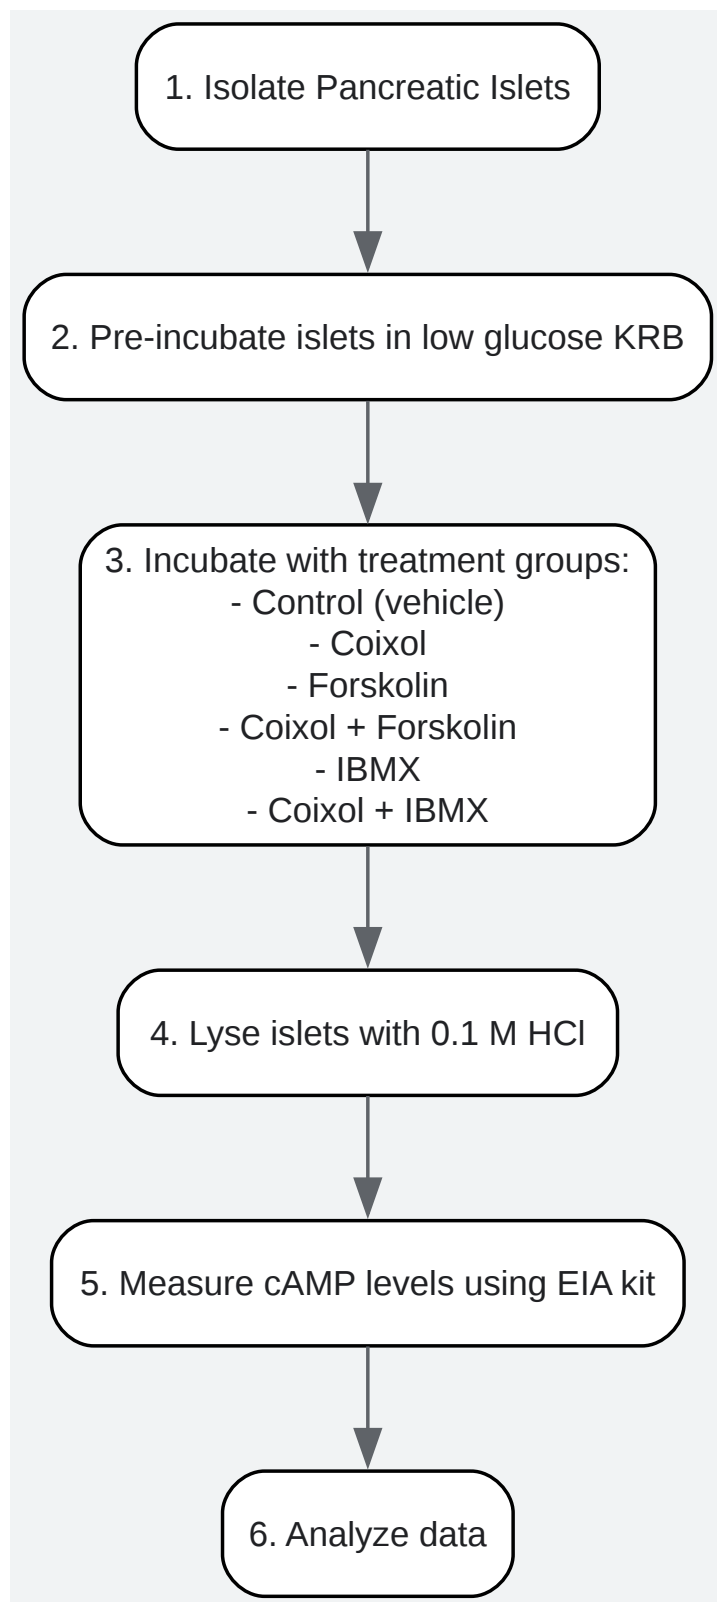 1. Isolate Pancreatic Islets
2. Pre-incubate islets in low glucose KRB
3. Incubate with treatment groups:
- Control (vehicle)
- Coixol
- Forskolin
- Coixol + Forskolin
- IBMX
- Coixol + IBMX
4. Lyse islets with 0.1 M HCl
5. Measure cAMP levels using EIA kit
6. Analyze data